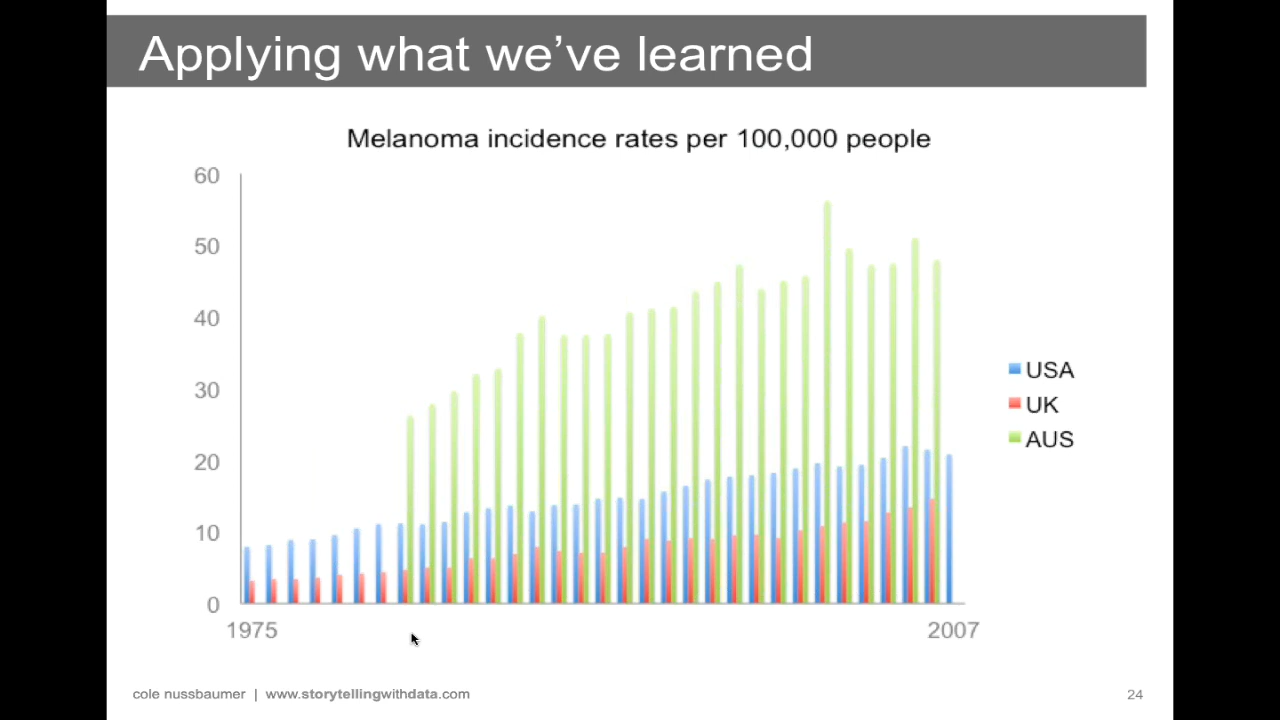 Applying what we’ve learned
Melanoma incidence rates per 100,000 people
60
50
40
30
20
10
0
1975
2007
USA
UK
AUS
cole nussbaumer | www.storytellingwithdata.com
24